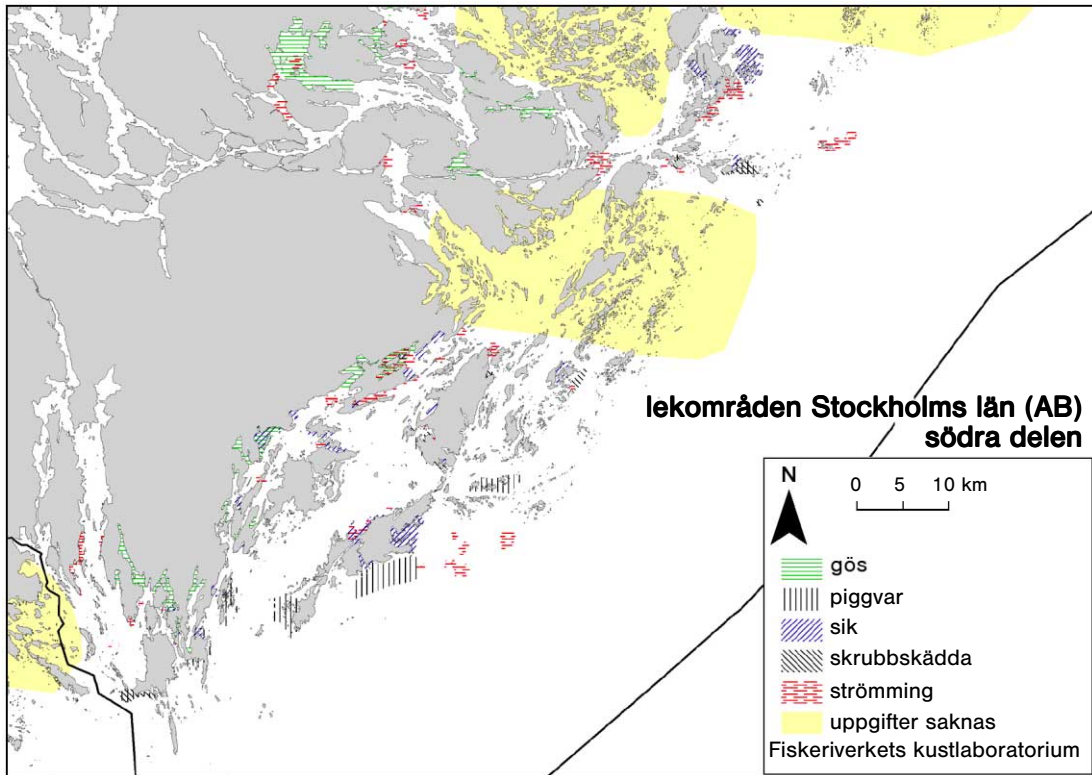 lekområden Stockholms län (AB)
södra delen
N
0 5 10 km
gös
piggvar
sik
skrubbskädda
strömming
uppgifter saknas
Fiskeriverkets kustlaboratorium